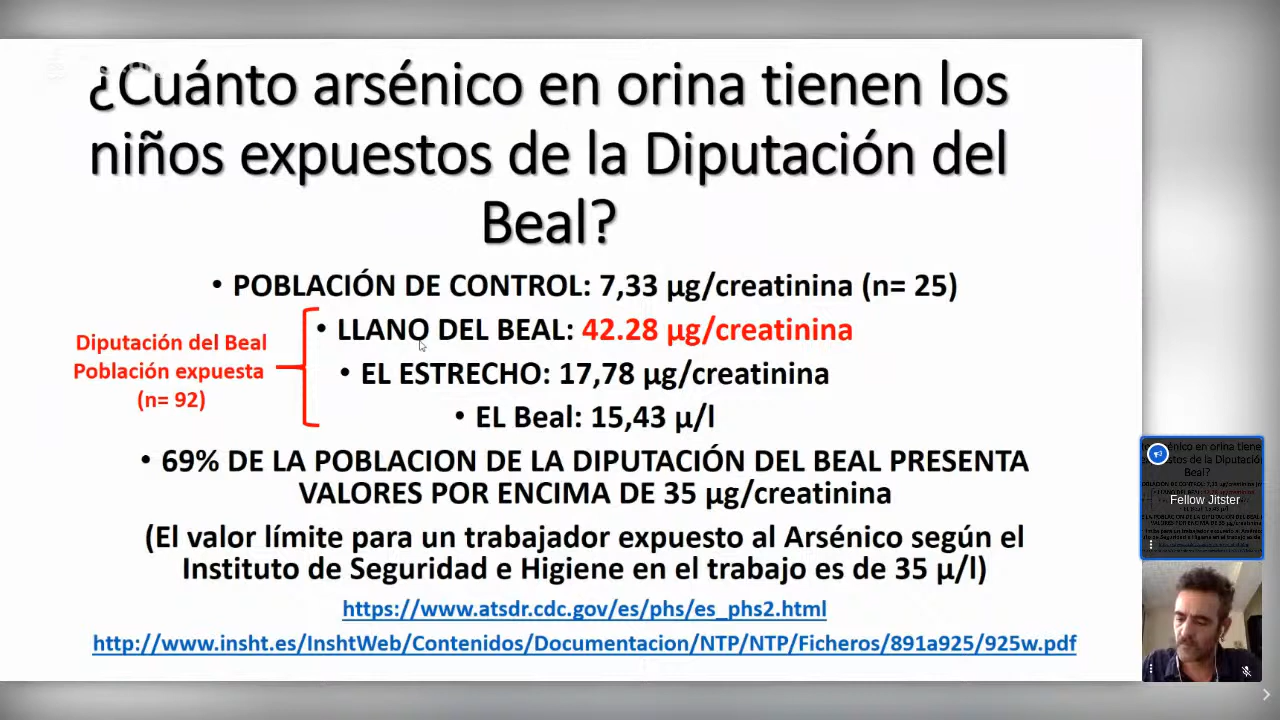 ¿Cuánto arsénico en orina tienen los
niños expuestos de la Diputación del
Beal?
• POBLACIÓN DE CONTROL: 7,33 µg/creatinina (n= 25)
Diputación del Beal
Población expuesta
(n= 92)
• LLANO DEL BEAL: 42.28 µg/creatinina
• EL ESTRECHO: 17,78 µg/creatinina
• EL Beal: 15,43 µ/l
• 69% DE LA POBLACION DE LA DIPUTACIÓN DEL BEAL PRESENTA
VALORES POR ENCIMA DE 35 µg/creatinina
(El valor límite para un trabajador expuesto al Arsénico según el
Instituto de Seguridad e Higiene en el trabajo es de 35 µ/l)
https://www.atsdr.cdc.gov/es/phs/es_phs2.html
http://www.insht.es/InshtWeb/Contenidos/Documentacion/NTP/NTP/Ficheros/891a925/925w.pdf
Fellow Jitster